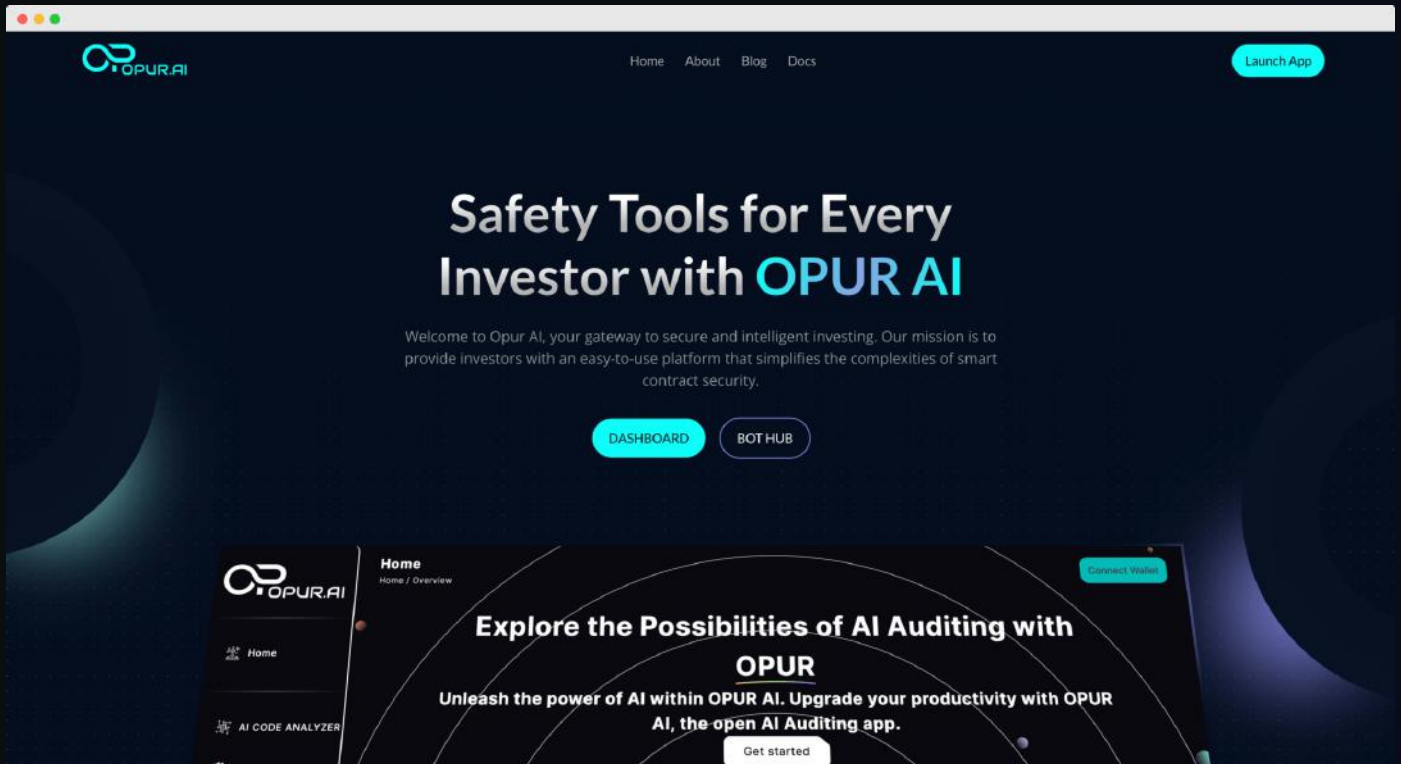 OPUR.AI
Home About Blog Docs
Launch App
Safety Tools for Every
Investor with OPUR AI
Welcome to Opur AI, your gateway to secure and intelligent investing. Our mission is to
provide investors with an easy-to-use platform that simplifies the complexities of smart
contract security.
DASHBOARD BOT HUB
OPUR.AI
Home
Home / Overview
Connect Wallet
Home
AI CODE ANALYZER
Explore the Possibilities of AI Auditing with
OPUR
Unleash the power of AI within OPUR AI. Upgrade your productivity with OPUR
AI, the open AI Auditing app.
Get started